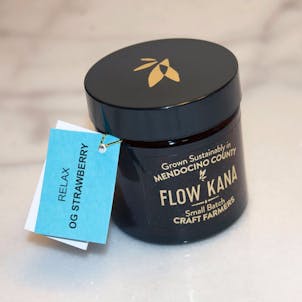 Grown Sustainably in
MENDOCINO COUNTY
FLOW KANA
Small Batch
CRAFT FARMERS
RELAX
OG STRAWBERRY